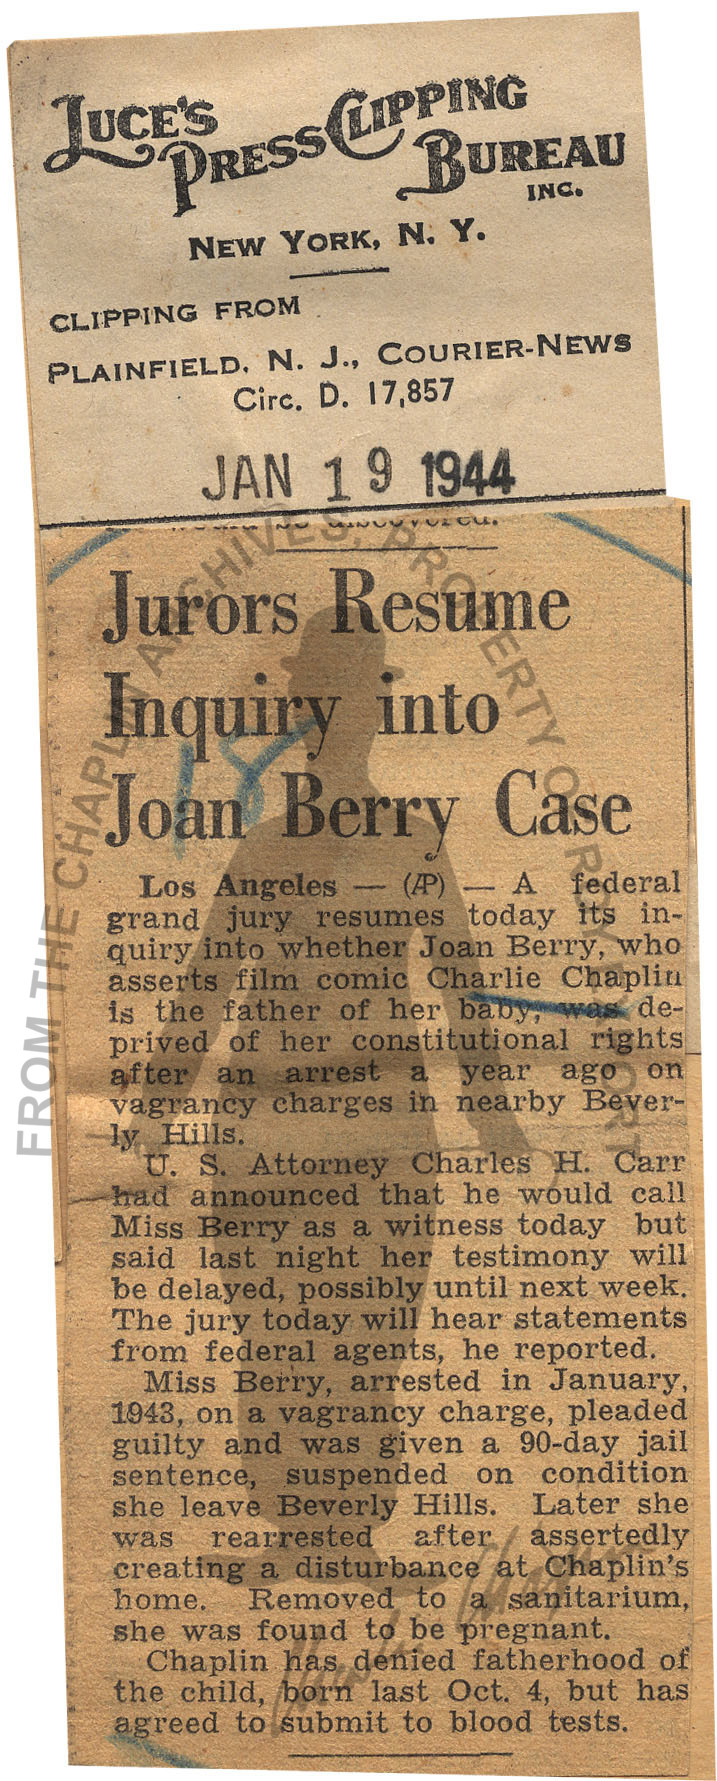 LUCE'S
PRESS CLIPPING
BUREAU
INC.
NEW YORK, N. Y.
CLIPPING FROM
PLAINFIELD, N. J., COURIER-NEWS
Circ. D. 17,857
JAN 19 1944
would be discovered.
Jurors Resume
Inquiry into
Joan Berry Case
18
Los Angeles — (AP) — A federal
grand jury resumes today its in-
quiry into whether Joan Berry, who
asserts film comic Charlie Chaplin
is the father of her baby, was de-
prived of her constitutional rights
after an arrest a year ago on
vagrancy charges in nearby Bever-
ly Hills.
U. S. Attorney Charles H. Carr
had announced that he would call
Miss Berry as a witness today but
said last night her testimony will
be delayed, possibly until next week.
The jury today will hear statements
from federal agents, he reported.
Miss Berry, arrested in January,
1943, on a vagrancy charge, pleaded
guilty and was given a 90-day jail
sentence, suspended on condition
she leave Beverly Hills. Later she
was rearrested after assertedly
creating a disturbance at Chaplin's
home. Removed to a sanitarium,
she was found to be pregnant.
Chaplin has denied fatherhood of
the child, born last Oct. 4, but has
agreed to submit to blood tests.
FROM THE CHAPLIN ARCHIVES, PROPERTY OF ROY EXPORT